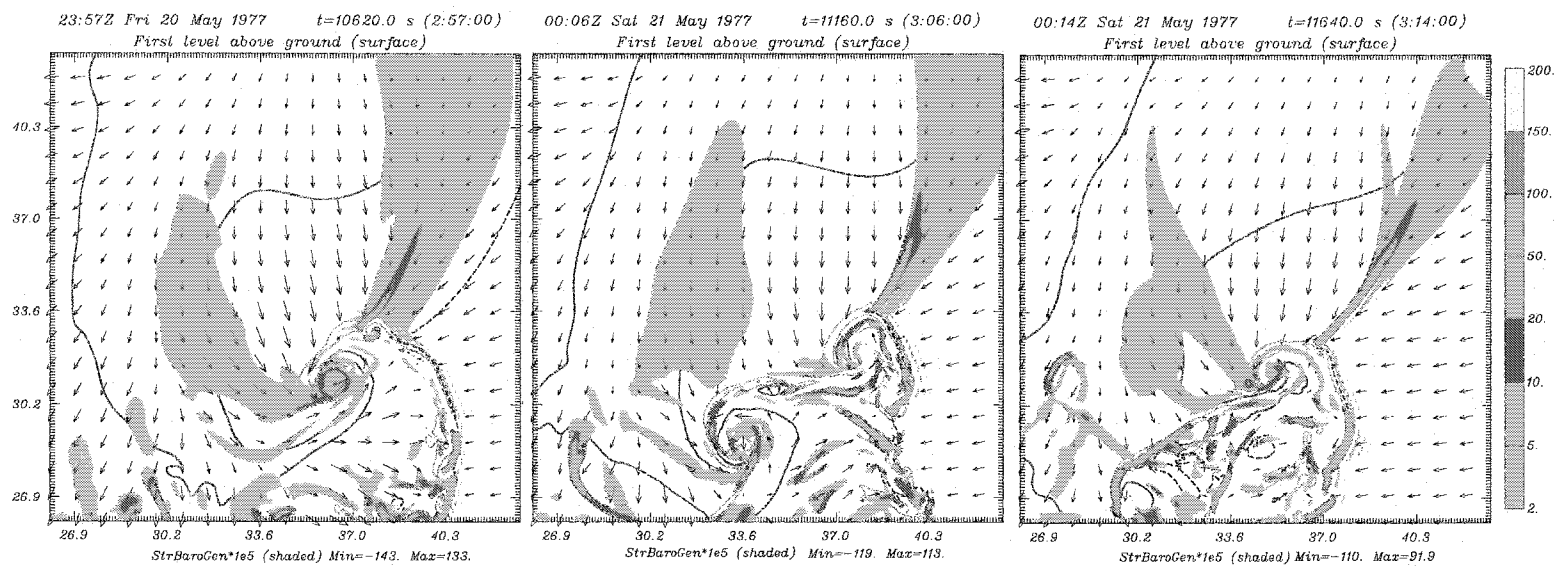 23:57Z Fri 20 May 1977 t=10620.0 s (2:57:00)
First level above ground (surface)
00:06Z Sat 21 May 1977 t=11160.0 s (3:06:00)
First level above ground (surface)
00:14Z Sat 21 May 1977 t=11640.0 s (3:14:00)
First level above ground (surface)
40.3
37.0
33.6
30.2
26.9
26.9 30.2 33.6 37.0 40.3
StrBaroGen*1e5 (shaded) Min=-143. Max=133.
26.9 30.2 33.6 37.0 40.3
StrBaroGen*1e5 (shaded) Min=-119. Max=113.
26.9 30.2 33.6 37.0 40.3
StrBaroGen*1e5 (shaded) Min=-110. Max=91.9
200.
150.
100.
50.
20.
10.
5.
2.